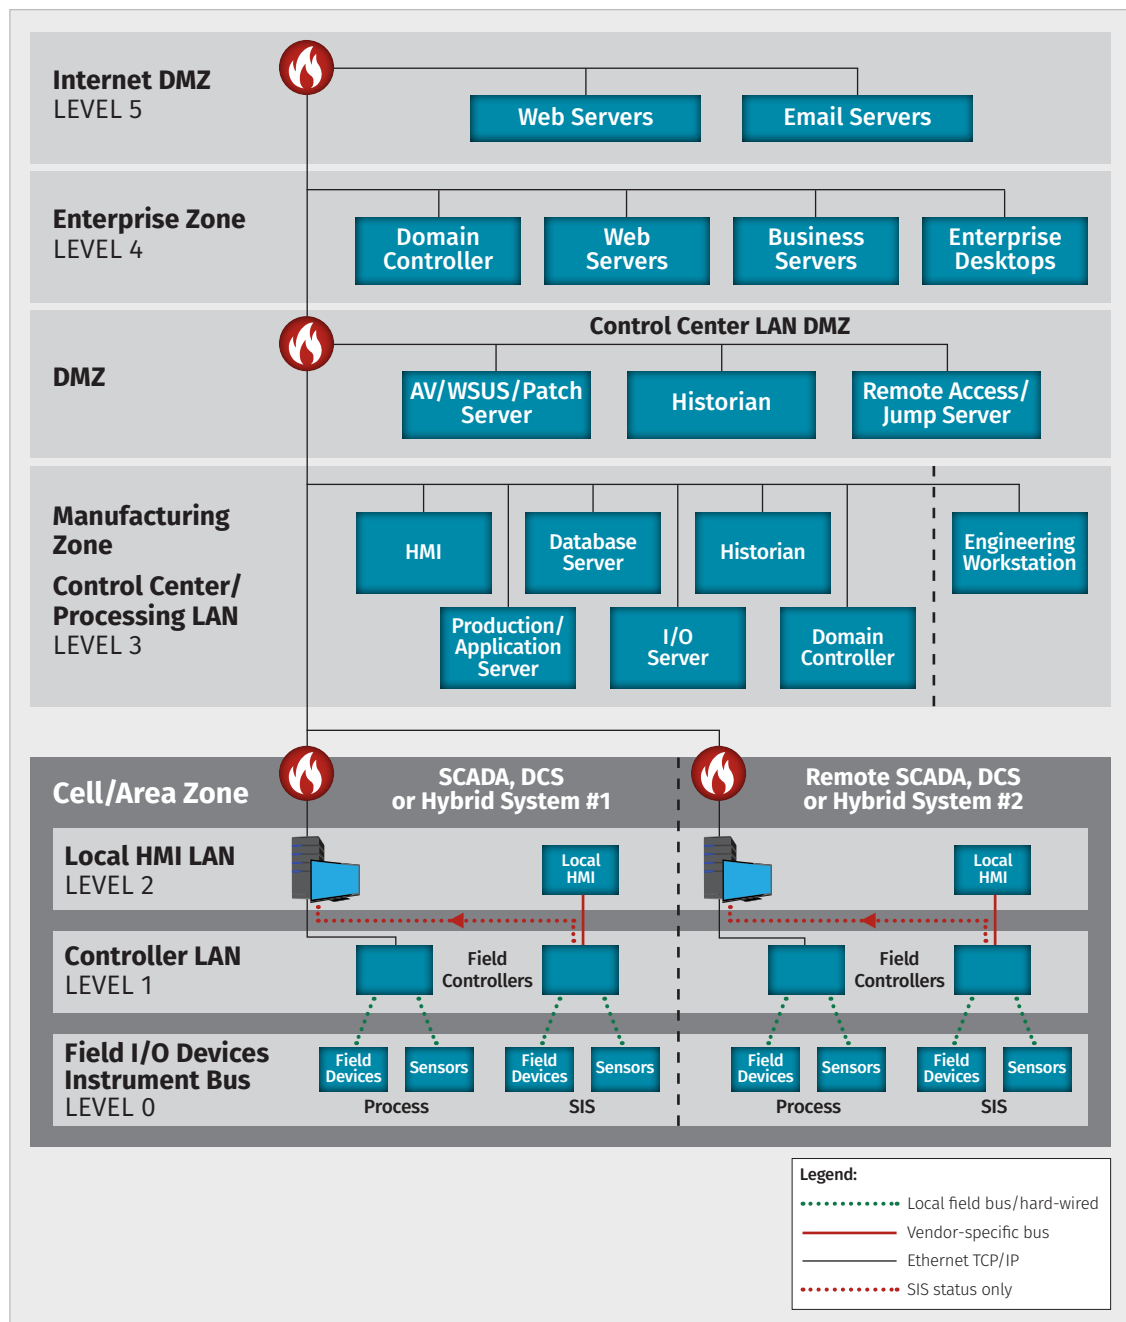 Internet DMZ
LEVEL 5
Web Servers
Email Servers
Enterprise Zone
LEVEL 4
Domain
Controller
Web
Servers
Business
Servers
Enterprise
Desktops
DMZ
Control Center LAN DMZ
AV/WSUS/Patch
Server
Historian
Remote Access/
Jump Server
Manufacturing
Zone
Control Center/
Processing LAN
LEVEL 3
HMI
Database
Server
Historian
Engineering
Workstation
Production/
Application
Server
I/O
Server
Domain
Controller
Cell/Area Zone
SCADA, DCS
or Hybrid System #1
Remote SCADA, DCS
or Hybrid System #2
Local HMI LAN
LEVEL 2
Local
HMI
Local
HMI
Controller LAN
LEVEL 1
Field
Controllers
Field
Controllers
Field I/O Devices
Instrument Bus
LEVEL 0
Field
Devices
Sensors
Field
Devices
Sensors
Field
Devices
Sensors
Field
Devices
Sensors
Process
SIS
Process
SIS
Legend:
Local field bus/hard-wired
Vendor-specific bus
Ethernet TCP/IP
SIS status only